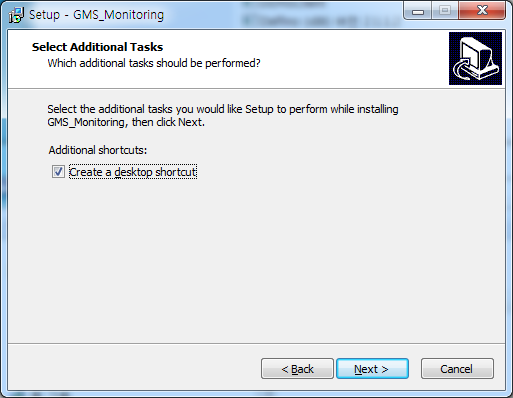 Setup - GMS_Monitoring
Select Additional Tasks
Which additional tasks should be performed?
Select the additional tasks you would like Setup to perform while installing
GMS_Monitoring, then click Next.
Additional shortcuts:
Create a desktop shortcut
< Back
Next >
Cancel